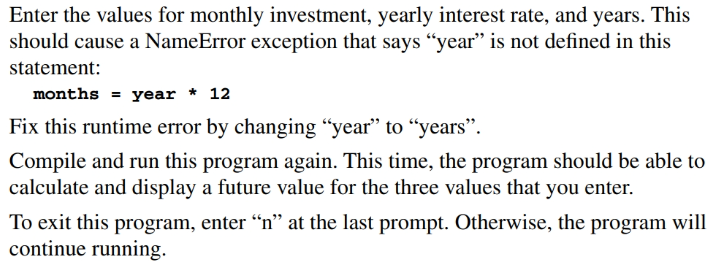 Enter the values for monthly investment, yearly interest rate, and years. This
should cause a NameError exception that says “year” is not defined in this
statement:
months = year * 12
Fix this runtime error by changing “year” to “years”.
Compile and run this program again. This time, the program should be able to
calculate and display a future value for the three values that you enter.
To exit this program, enter “n” at the last prompt. Otherwise, the program will
continue running.